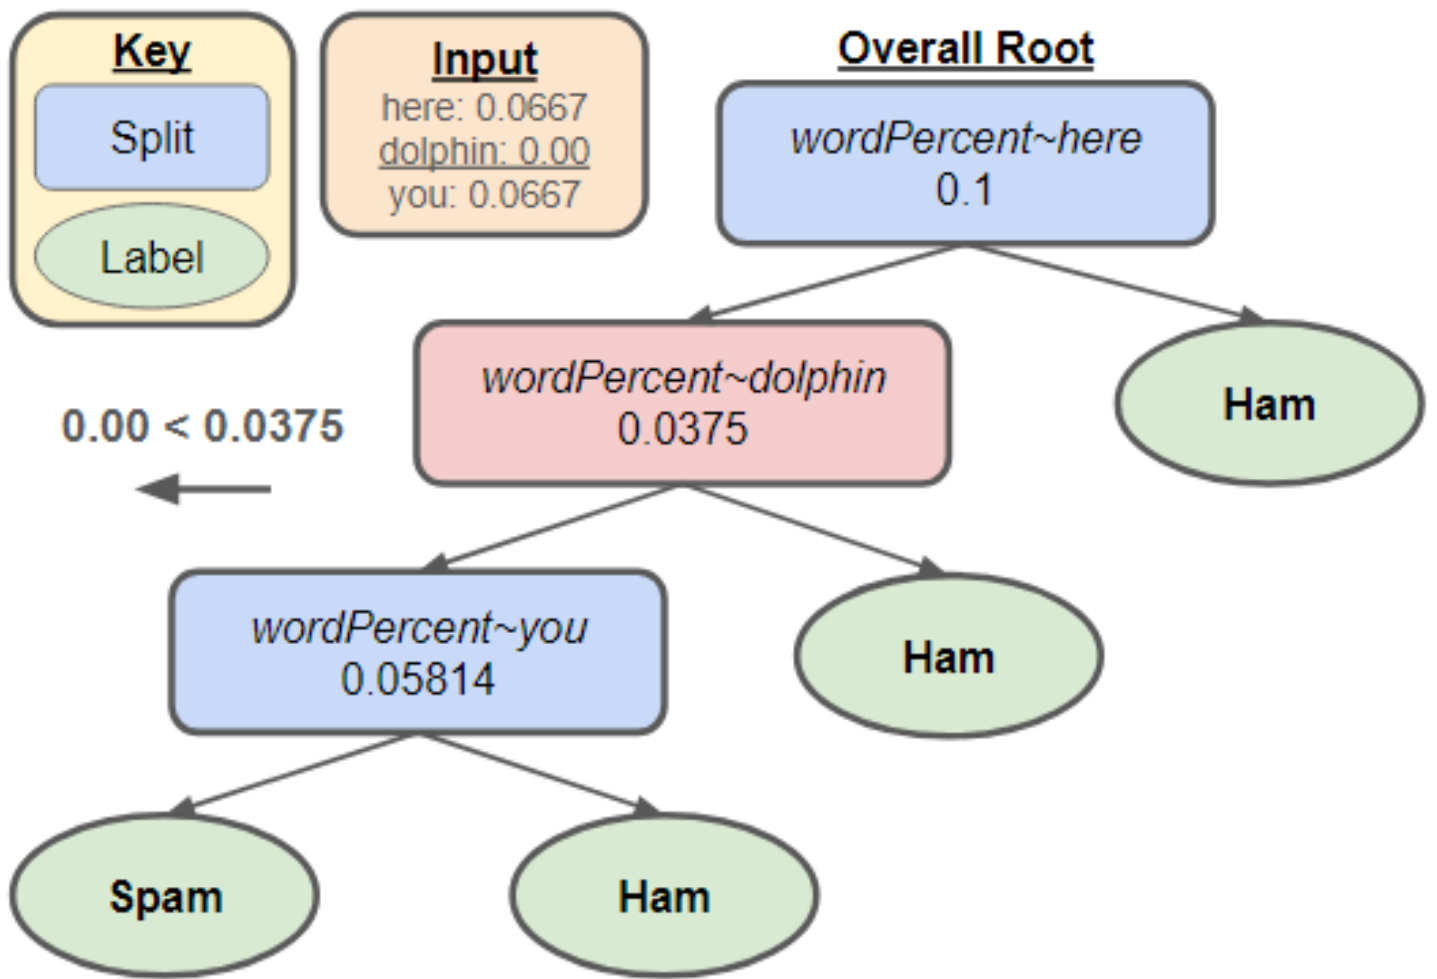 Key
Split
Label
Input
here: 0.0667
dolphin: 0.00
you: 0.0667
Overall Root
wordPercent~here
0.1
wordPercent~dolphin
0.0375
Ham
0.00 < 0.0375
wordPercent~you
0.05814
Ham
Spam
Ham